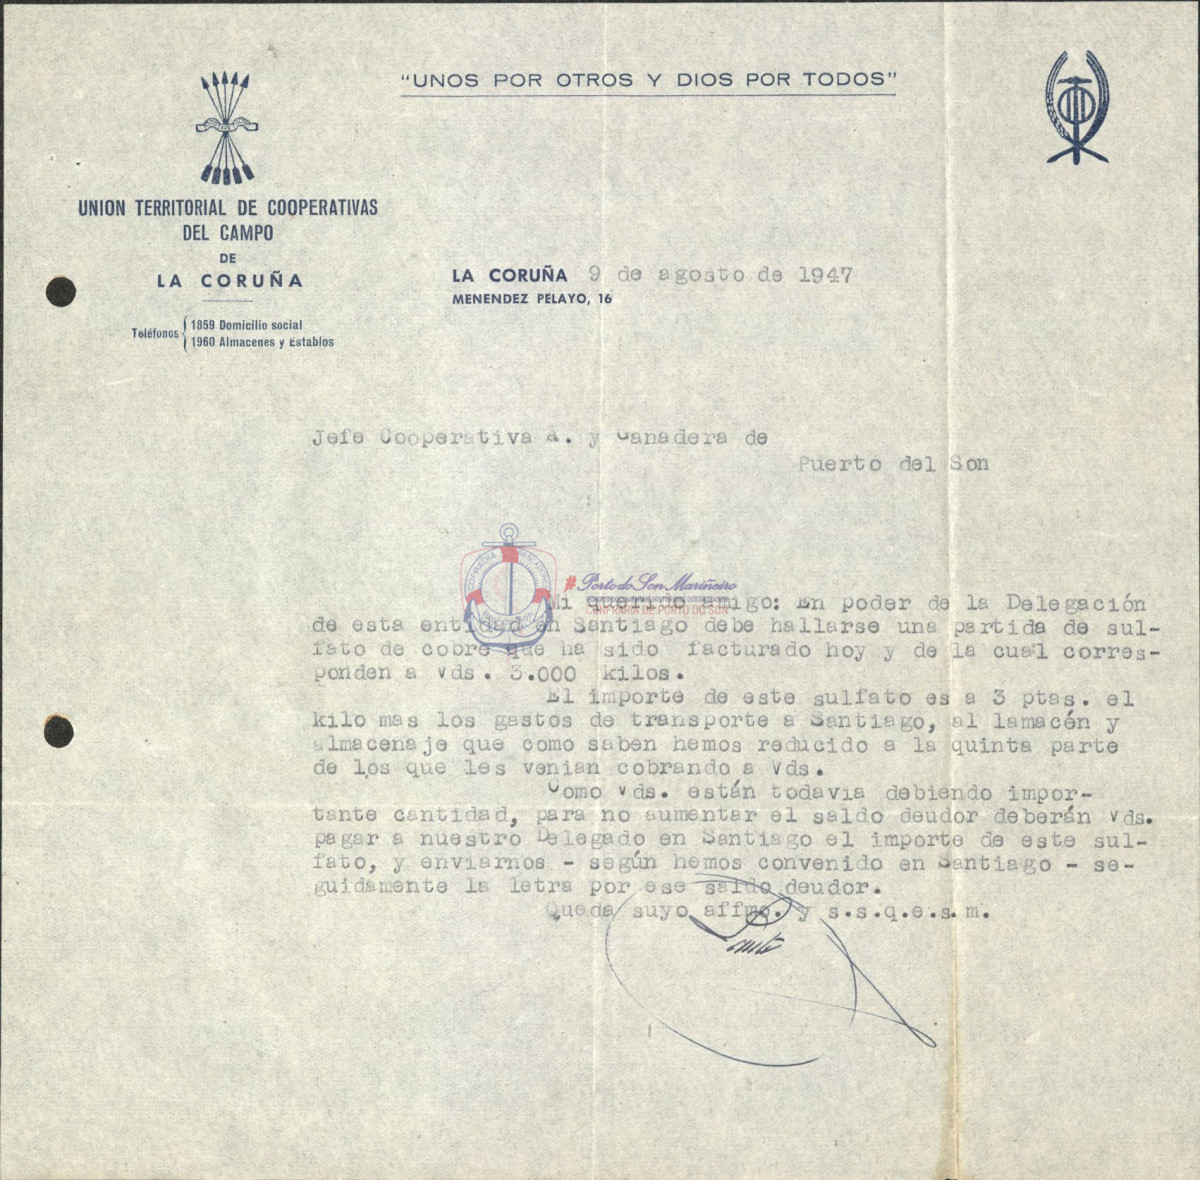 "UNOS POR OTROS Y DIOS POR TODOS"
UNION TERRITORIAL DE COOPERATIVAS
DEL CAMPO
DE
LA CORUÑA
Teléfonos
1859 Domicilio social
1960 Almacenes y Establos
LA CORUÑA 9 de agosto de 1947
MENENDEZ PELAYO, 16
Jefe Cooperativa A. y Ganadera de
Puerto del Son
#Porto do Son Mariñeiro
CONFRARÍA DE PORTO DO SON
Mi querido amigo: En poder de la Delegación
de esta entidad en Santiago debe hallarse una partida de sul-
fato de cobre que ha sido facturado hoy y de la cual corres-
ponden a Vds. 3.000 kilos.
El importe de este sulfato es a 3 ptas. el
kilo mas los gastos de transporte a Santiago, al lamacén y
almacenaje que como saben hemos reducido a la quinta parte
de los que les venian cobrando a Vds.
Como Vds. están todavia debiendo impor-
tante cantidad, para no aumentar el saldo deudor deberán Vds.
pagar a nuestro Delegado en Santiago el importe de este sul-
fato, y enviarnos - según hemos convenido en Santiago - se-
guidamente la letra por ese saldo deudor.
Queda suyo affmo. y s.s.q.e.s.m.